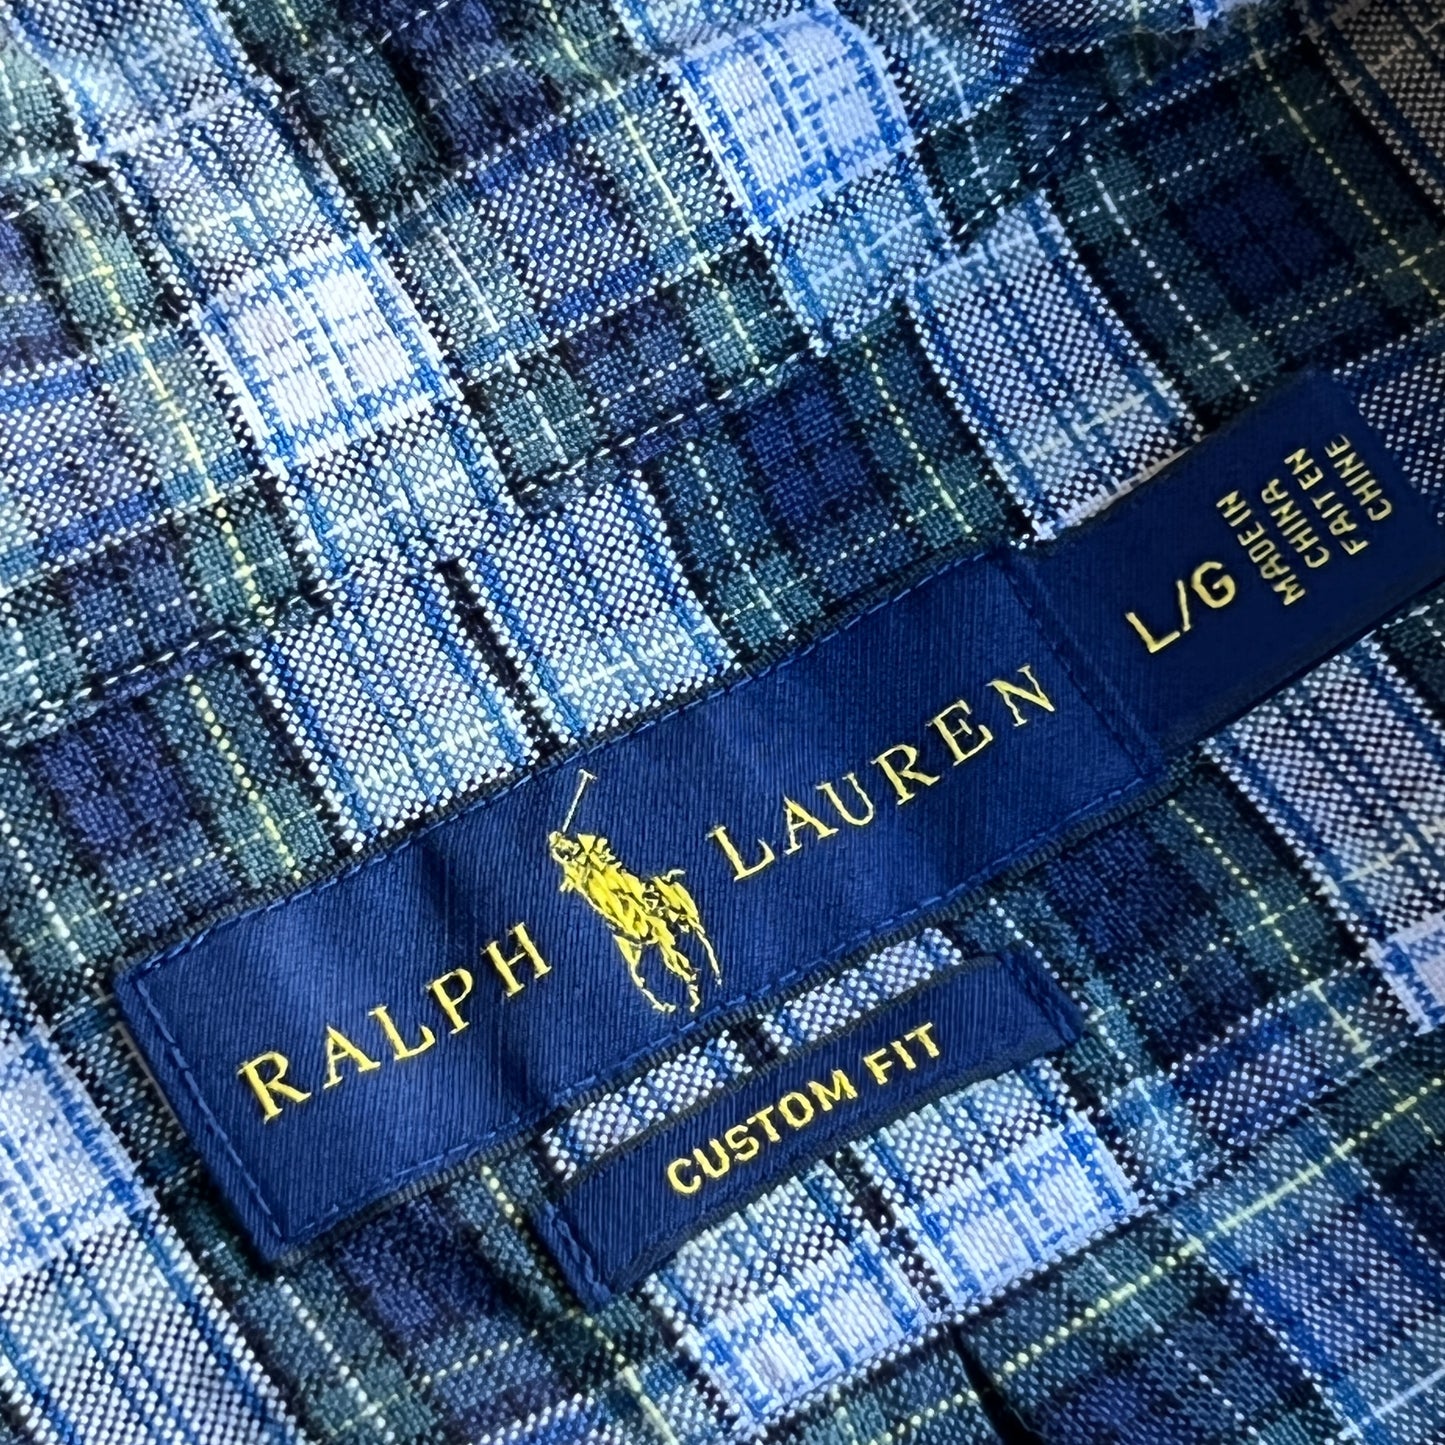 RALPH LAUREN
L/G
MADE IN
CHINA
FAIT EN
CHINE
CUSTOM FIT